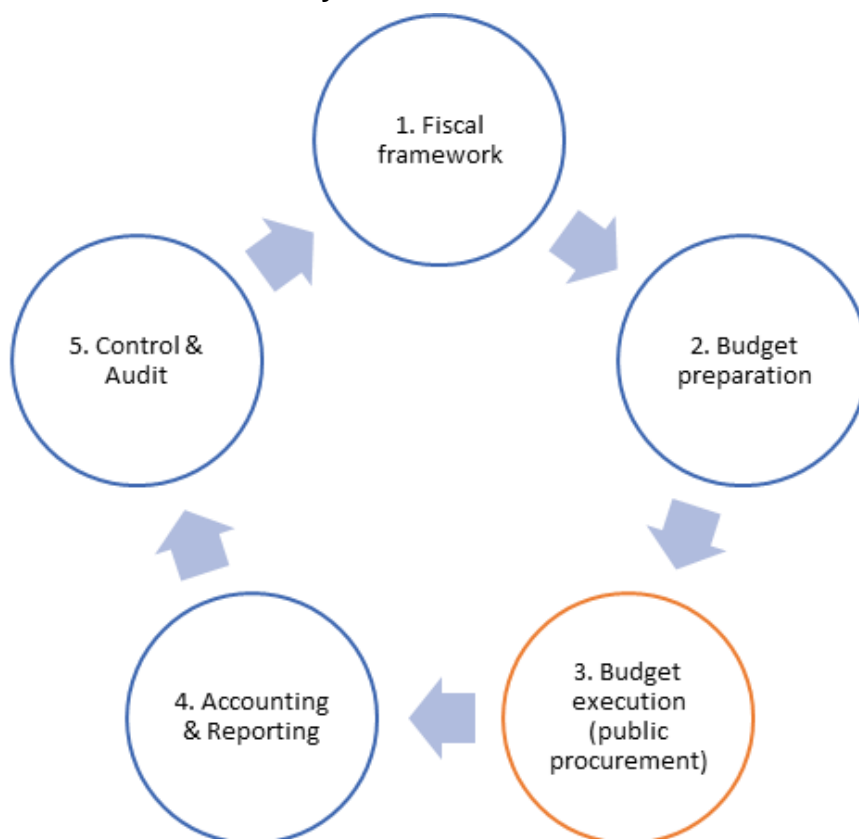 1. Fiscal
framework
2. Budget
preparation
3. Budget
execution
(public
procurement)
4. Accounting
& Reporting
5. Control &
Audit